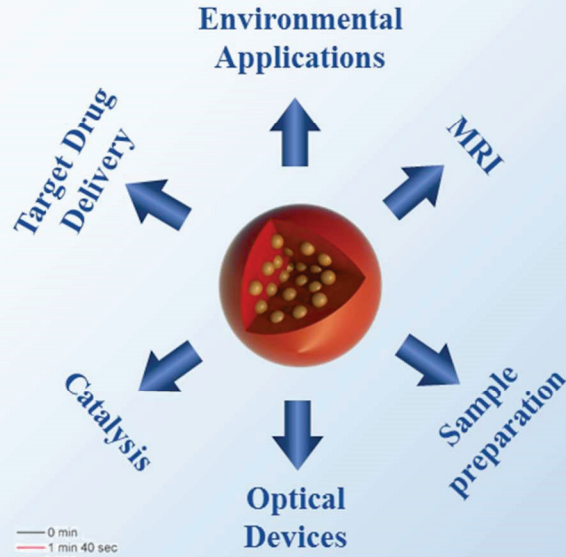 Environmental
Applications
Target Drug
Delivery
MRI
Catalysis
Sample
preparation
Optical
Devices
0 min
1 min 40 sec